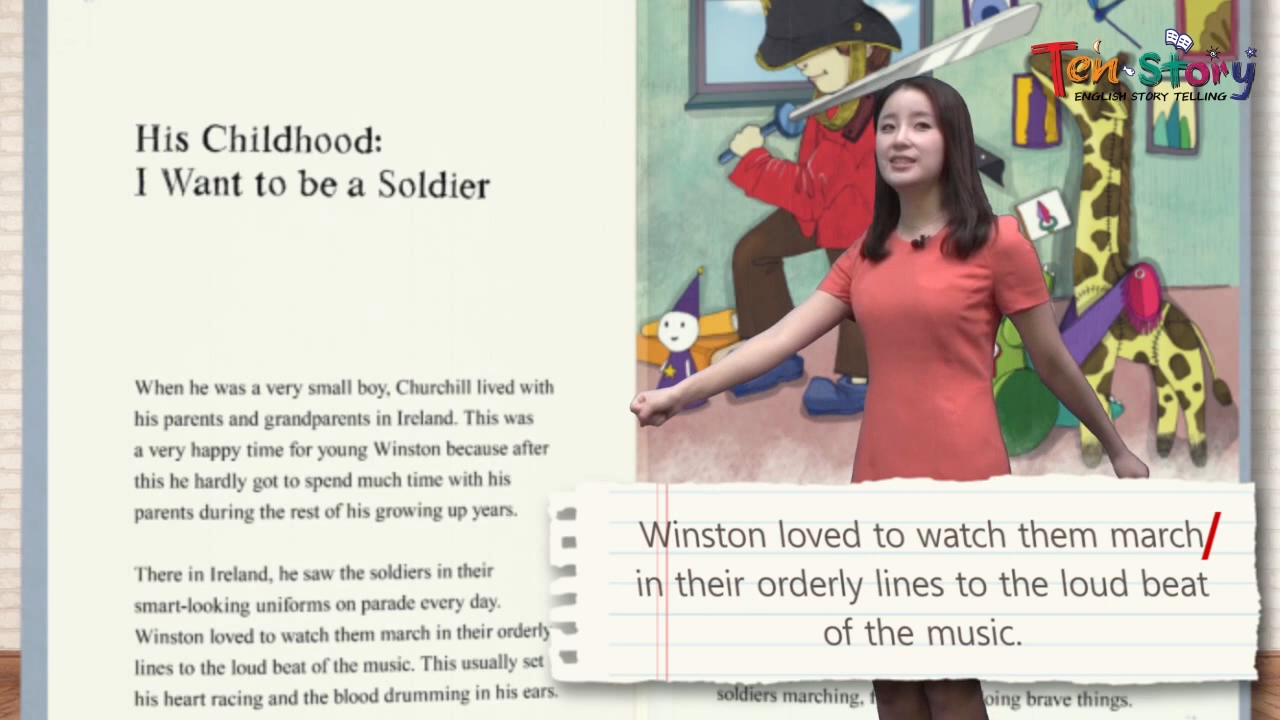 Ten Story
ENGLISH STORY TELLING
His Childhood:
I Want to be a Soldier
When he was a very small boy, Churchill lived with
his parents and grandparents in Ireland. This was
a very happy time for young Winston because after
this he hardly got to spend much time with his
parents during the rest of his growing up years.
There in Ireland, he saw the soldiers in their
smart-looking uniforms on parade every day.
Winston loved to watch them march in their orderly
lines to the loud beat of the music. This usually set
his heart racing and the blood drumming in his ears.
Winston loved to watch them march/
in their orderly lines to the loud beat
of the music.
soldiers marching, oing brave things.